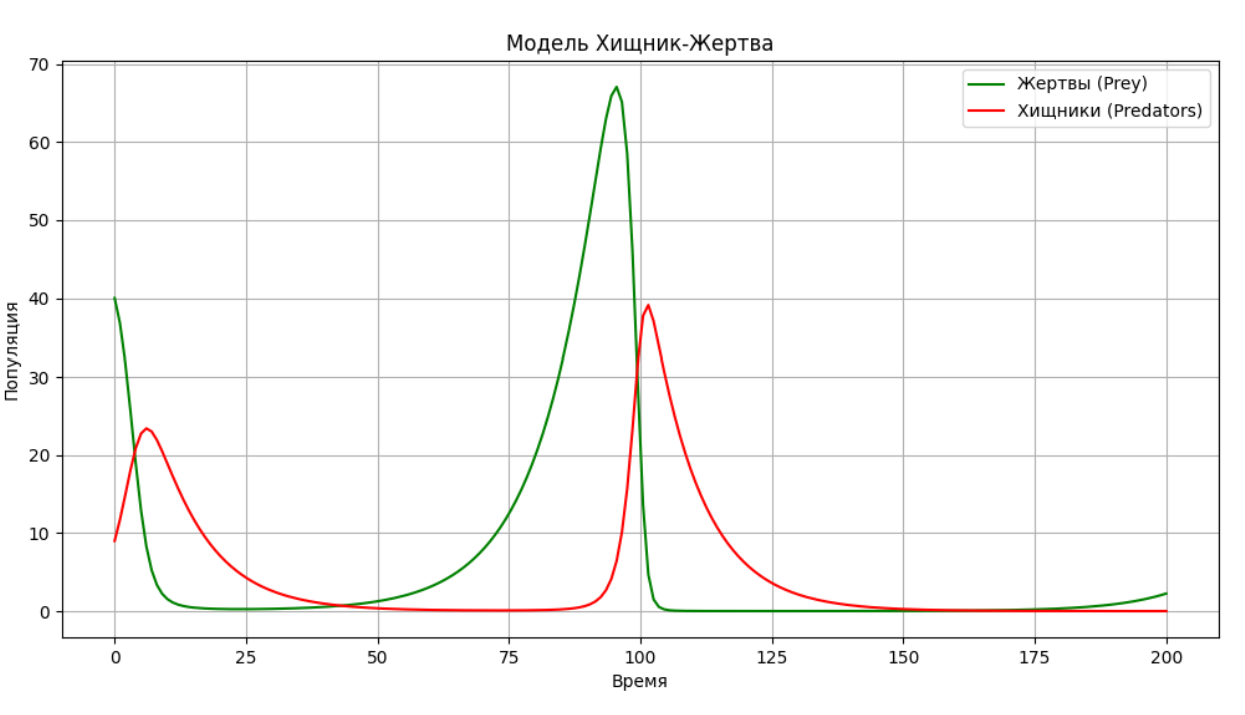 Модель Хищник-Жертва
Жертвы (Prey)
Хищники (Predators)
Популяция
70
60
50
40
30
20
10
0
0 25 50 75 100 125 150 175 200
Время